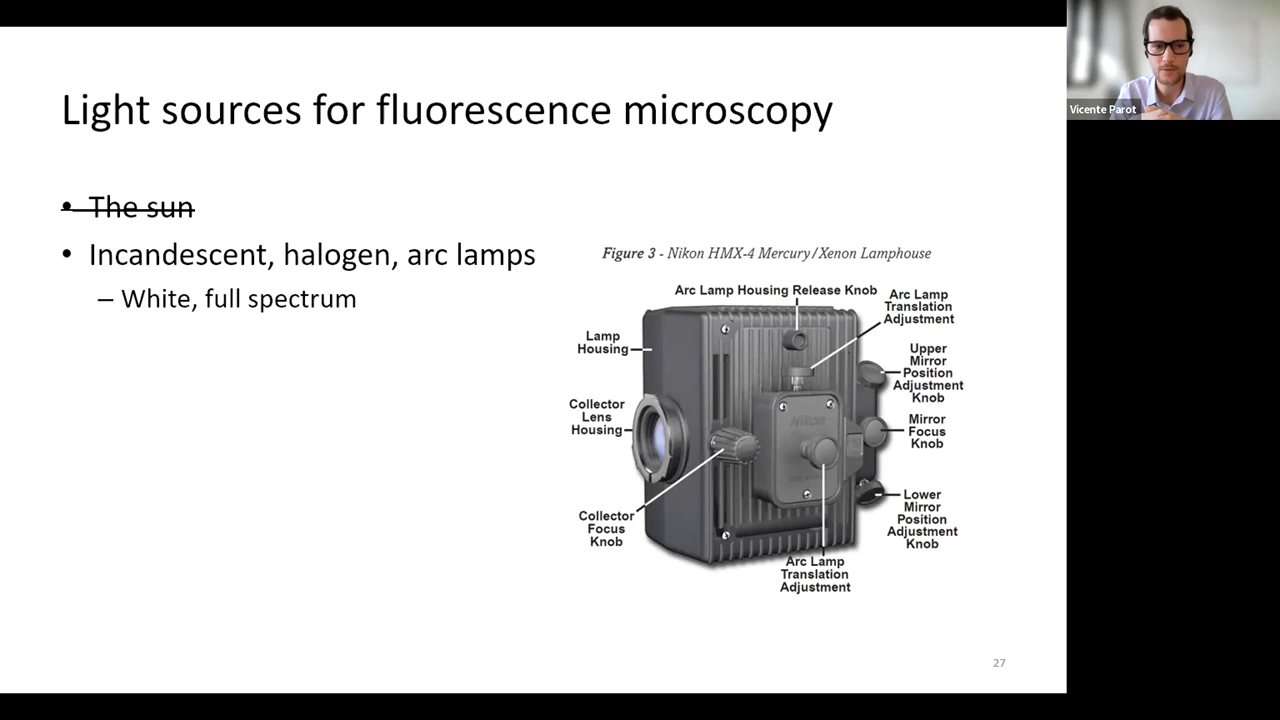 Light sources for fluorescence microscopy
Vicente Parot
• The sun
• Incandescent, halogen, arc lamps
– White, full spectrum
Figure 3 - Nikon HMX-4 Mercury/Xenon Lamphouse
Arc Lamp Housing Release Knob
Arc Lamp
Translation
Adjustment
Lamp
Housing
Upper
Mirror
Position
Adjustment
Knob
Collector
Lens
Housing
Mirror
Focus
Knob
Nikon
Collector
Focus
Knob
Lower
Mirror
Position
Adjustment
Knob
Arc Lamp
Translation
Adjustment
27